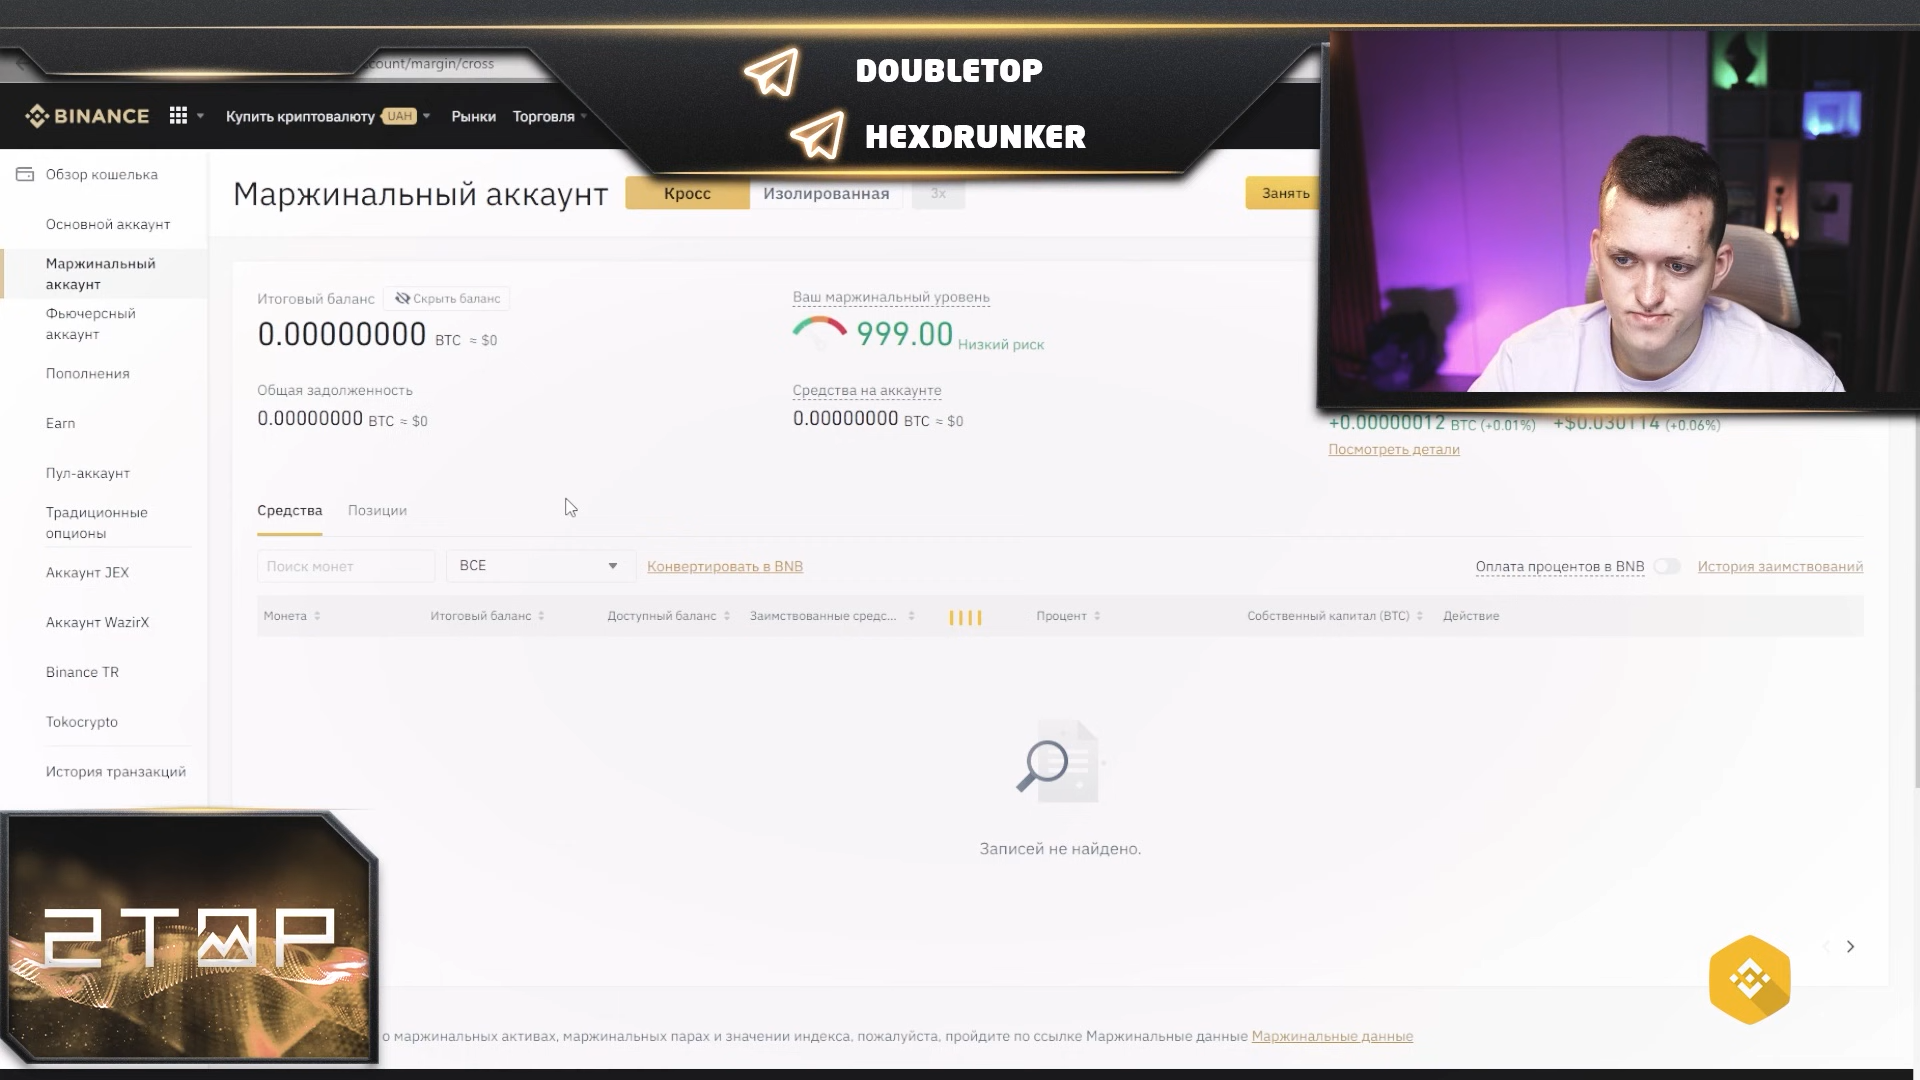 DOUBLETOP
HEXDRUNKER
count/margin/cross
BINANCE
Купить криптовалюту UAH
Рынки
Торговля
Обзор кошелька
Основной аккаунт
Маржинальный
аккаунт
Фьючерсный
аккаунт
Пополнения
Earn
Пул-аккаунт
Традиционные
опционы
Аккаунт JEX
Аккаунт WazirX
Binance TR
Tokocrypto
История транзакций
Маржинальный аккаунт
Кросс
Изолированная
3x
Занять
Итоговый баланс
Скрыть баланс
0.00000000 BTC ≈ $0
Ваш маржинальный уровень
999.00 Низкий риск
Общая задолженность
0.00000000 BTC ≈ $0
Средства на аккаунте
0.00000000 BTC ≈ $0
+0.00000012 BTC (+0.01%) +$0.030114 (+0.06%)
Посмотреть детали
Средства
Позиции
Поиск монет
ВСЕ
Конвертировать в BNB
Оплата процентов в BNB
История заимствований
Монета
Итоговый баланс
Доступный баланс
Заимствованные средс...
Процент
Собственный капитал (BTC)
Действие
Записей не найдено.
2TOP
о маржинальных активах, маржинальных парах и значении индекса, пожалуйста, пройдите по ссылке Маржинальные данные Маржинальные данные